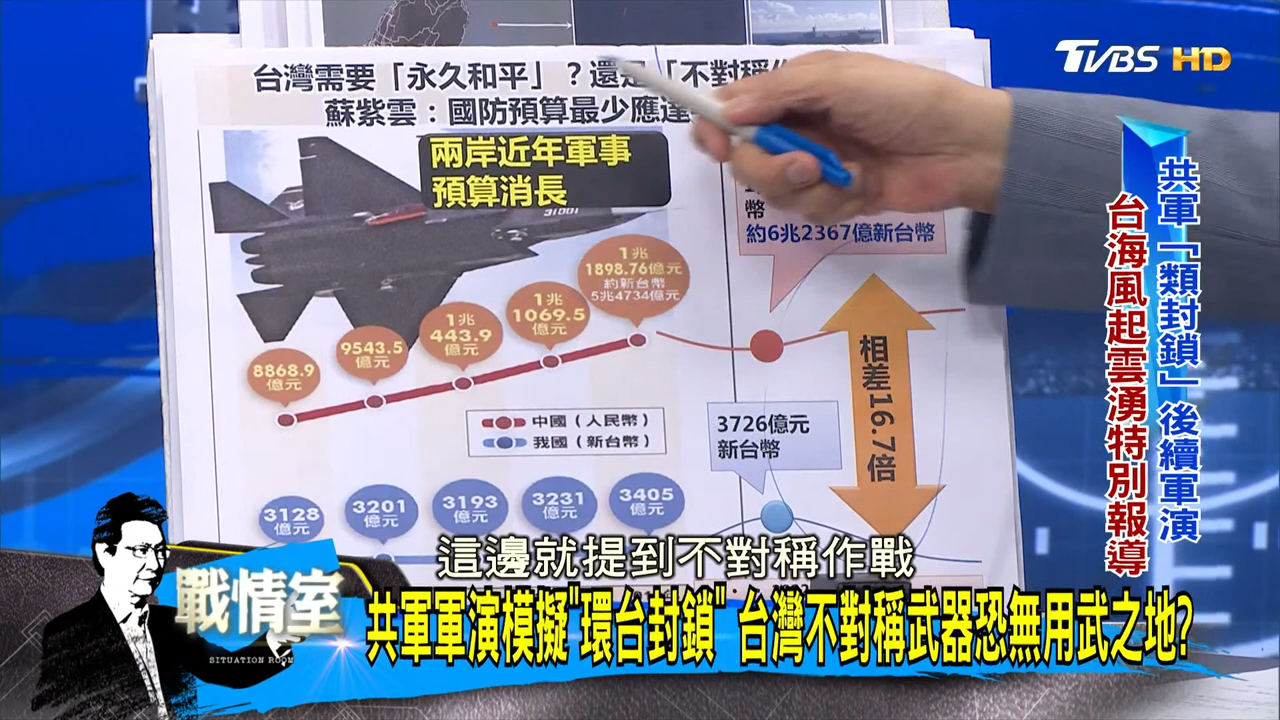 TVBS HD
台灣需要「永久和平」？還是「不對稱作
蘇紫雲：國防預算最少應達
兩岸近年軍事
預算消長
31001
幣
約6兆2367億新台幣
1兆
1898.76億元
約新台幣
5兆4734億元
1兆
1069.5
億元
1兆
443.9
億元
9543.5
億元
8868.9
億元
中國（人民幣）
我國（新台幣）
3726億元
新台幣
相差16.7倍
3128
億元
3201
億元
3193
億元
3231
億元
3405
億元
共軍「類封鎖」後續軍演
台海風起雲湧特別報導
這邊就提到不對稱作戰
戰情室
SITUATION ROOM
共軍軍演模擬"環台封鎖" 台灣不對稱武器恐無用武之地?